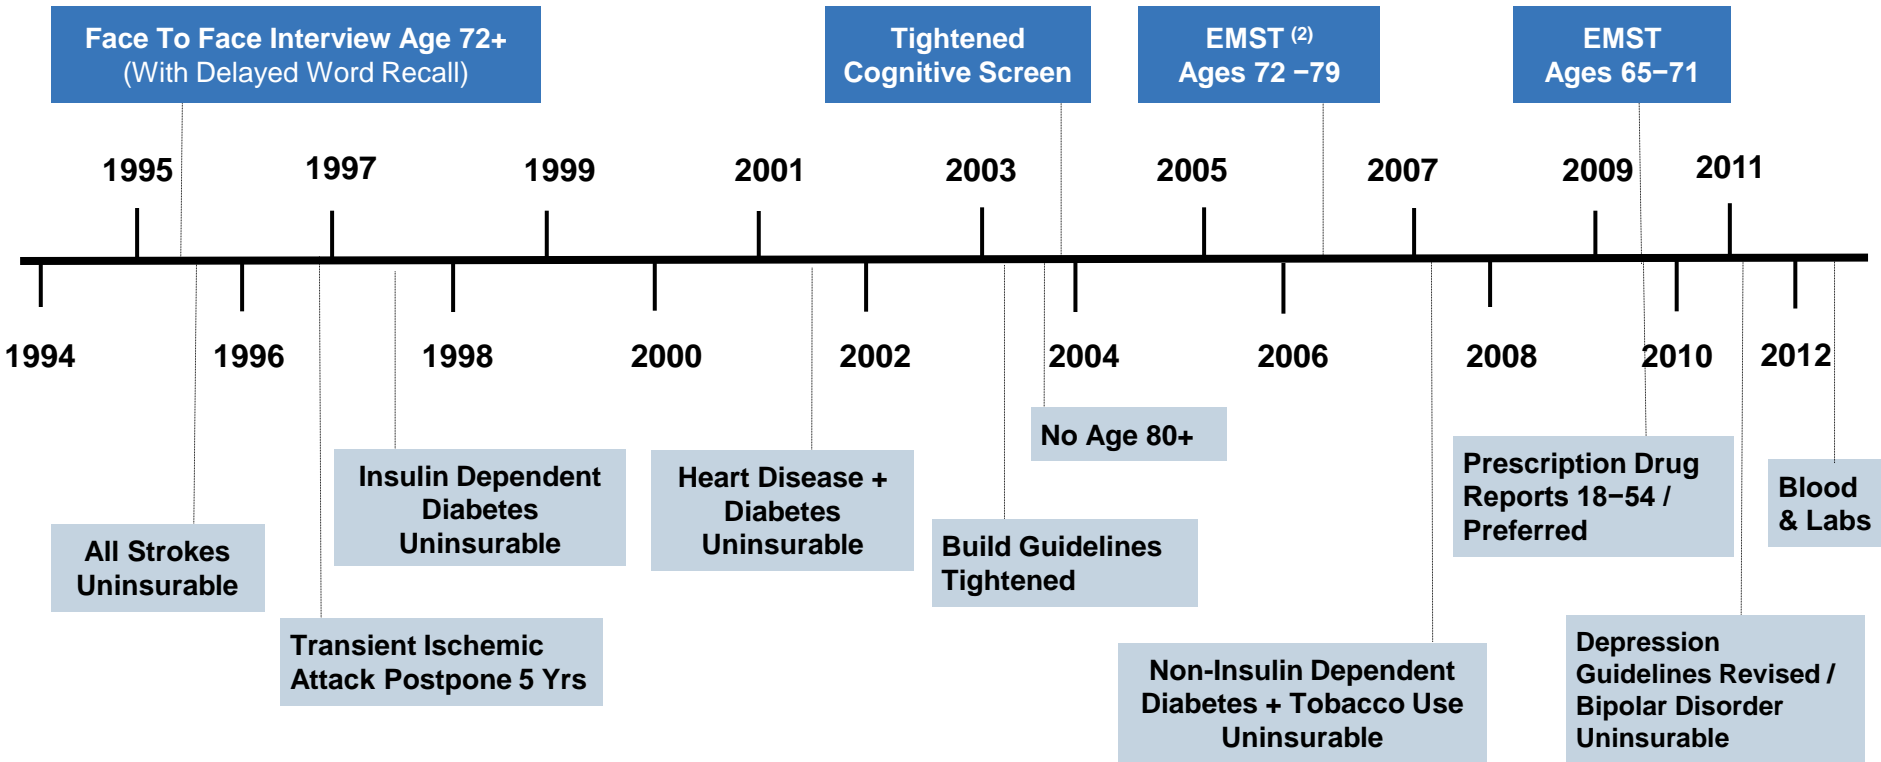 Face To Face Interview Age 72+
(With Delayed Word Recall)
Tightened
Cognitive Screen
EMST (2)
Ages 72 −79
EMST
Ages 65−71
1995
1997
1999
2001
2003
2005
2007
2009
2011
1994
1996
1998
2000
2002
2004
2006
2008
2010
2012
All Strokes
Uninsurable
Transient Ischemic
Attack Postpone 5 Yrs
Insulin Dependent
Diabetes
Uninsurable
Heart Disease +
Diabetes
Uninsurable
Build Guidelines
Tightened
No Age 80+
Non-Insulin Dependent
Diabetes + Tobacco Use
Uninsurable
Prescription Drug
Reports 18−54 /
Preferred
Depression
Guidelines Revised /
Bipolar Disorder
Uninsurable
Blood
& Labs